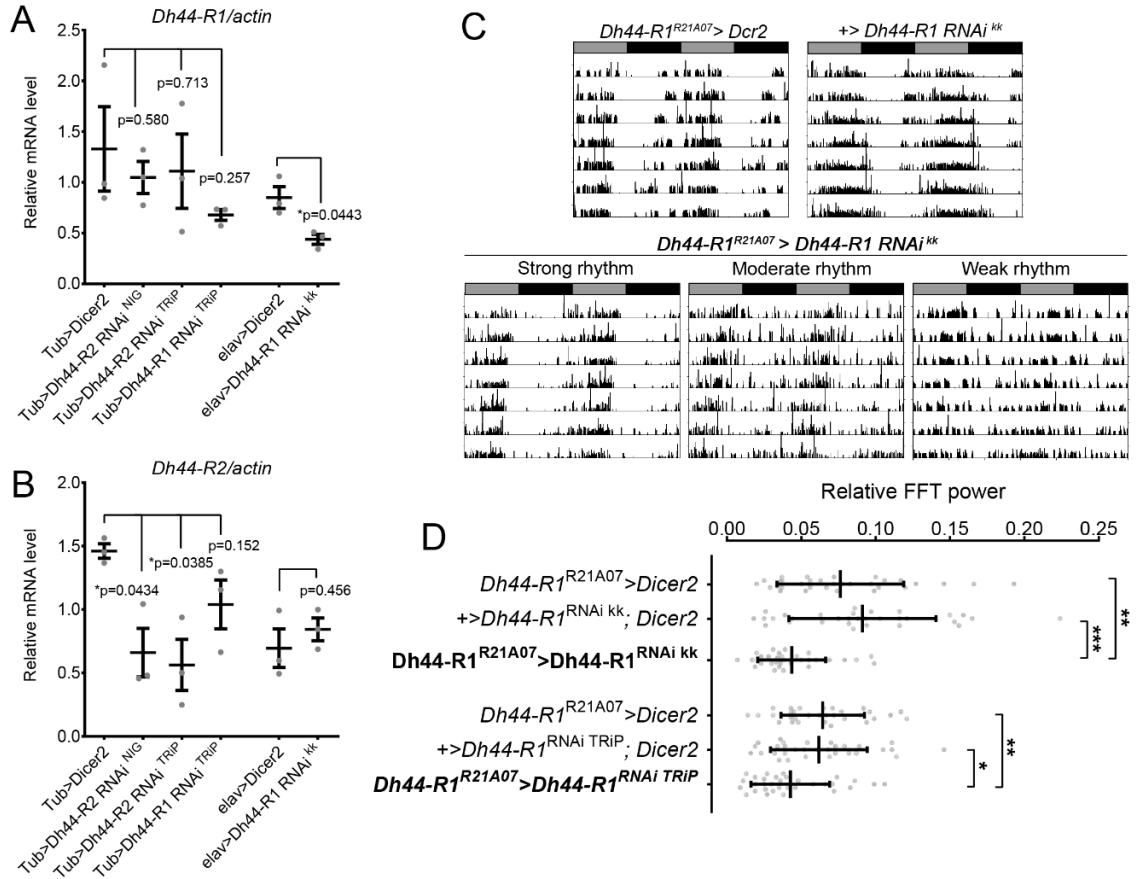 A
Dh44-R1/actin
Relative mRNA level
2.5
2.0
1.5
1.0
0.5
0.0
p=0.713
p=0.580
p=0.257
*p=0.0443
Tub>Dicer2
Tub>Dh44-R2 RNAi NIG
Tub>Dh44-R2 RNAi TRiP
Tub>Dh44-R1 RNAi TRiP
elav>Dicer2
elav>Dh44-R1 RNAi kk
B
Dh44-R2/actin
Relative mRNA level
2.0
1.5
1.0
0.5
0.0
*p=0.0434
*p=0.0385
p=0.152
p=0.456
Tub>Dicer2
Tub>Dh44-R2 RNAi NIG
Tub>Dh44-R2 RNAi TRiP
Tub>Dh44-R1 RNAi TRiP
elav>Dicer2
elav>Dh44-R1 RNAi kk
C
Dh44-R1R21A07> Dcr2
+> Dh44-R1 RNAi kk
Dh44-R1R21A07> Dh44-R1 RNAi kk
Strong rhythm
Moderate rhythm
Weak rhythm
D
Relative FFT power
0.00 0.05 0.10 0.15 0.20 0.25
Dh44-R1R21A07>Dicer2
+>Dh44-R1RNAi kk; Dicer2
Dh44-R1R21A07>Dh44-R1RNAi kk
**
***
Dh44-R1R21A07>Dicer2
+>Dh44-R1RNAi TRiP; Dicer2
Dh44-R1R21A07>Dh44-R1RNAi TRiP
**
*